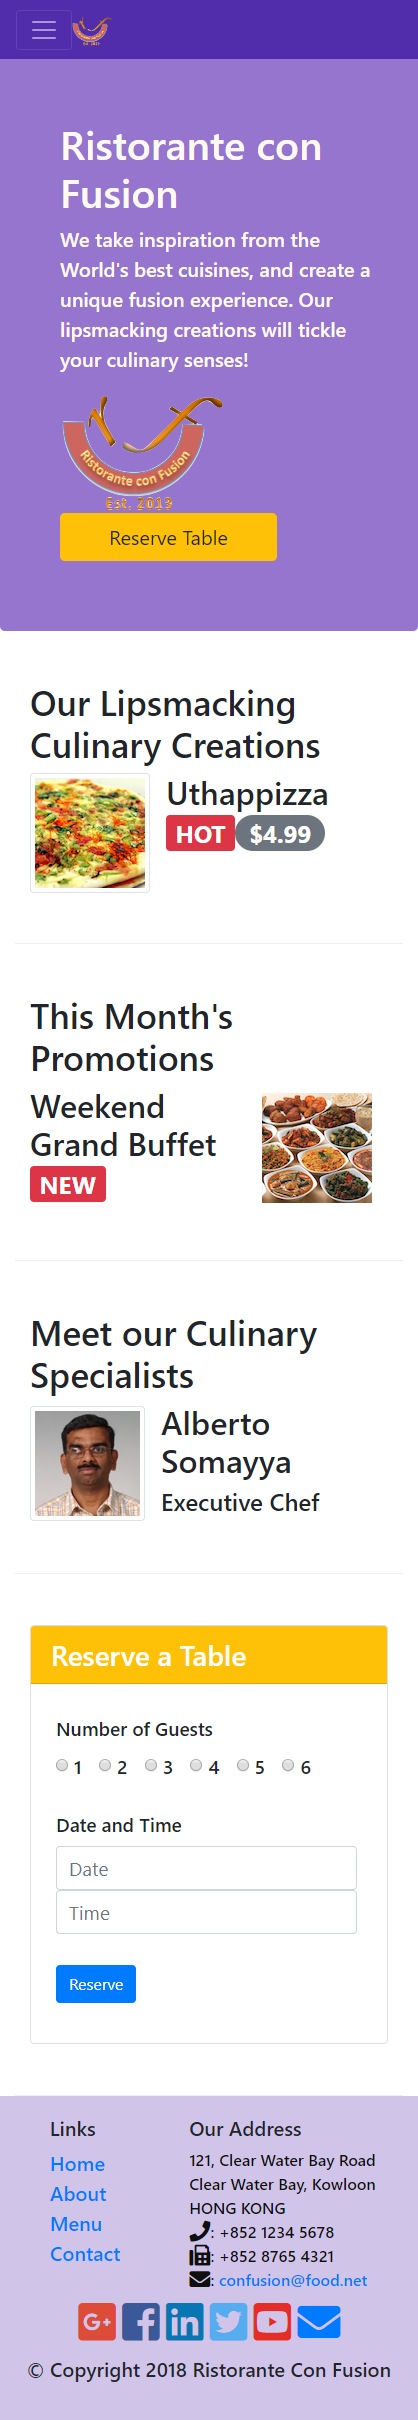 Ristorante con
Fusion
We take inspiration from the
World's best cuisines, and create a
unique fusion experience. Our
lipsmacking creations will tickle
your culinary senses!
Ristorante con Fusion
Est. 2013
Reserve Table
Our Lipsmacking
Culinary Creations
Uthappizza
HOT $4.99
This Month's
Promotions
Weekend
Grand Buffet
NEW
Meet our Culinary
Specialists
Alberto
Somayya
Executive Chef
Reserve a Table
Number of Guests
1 2 3 4 5 6
Date and Time
Date
Time
Reserve
Links
Home
About
Menu
Contact
Our Address
121, Clear Water Bay Road
Clear Water Bay, Kowloon
HONG KONG
: +852 1234 5678
: +852 8765 4321
: confusion@food.net
© Copyright 2018 Ristorante Con Fusion